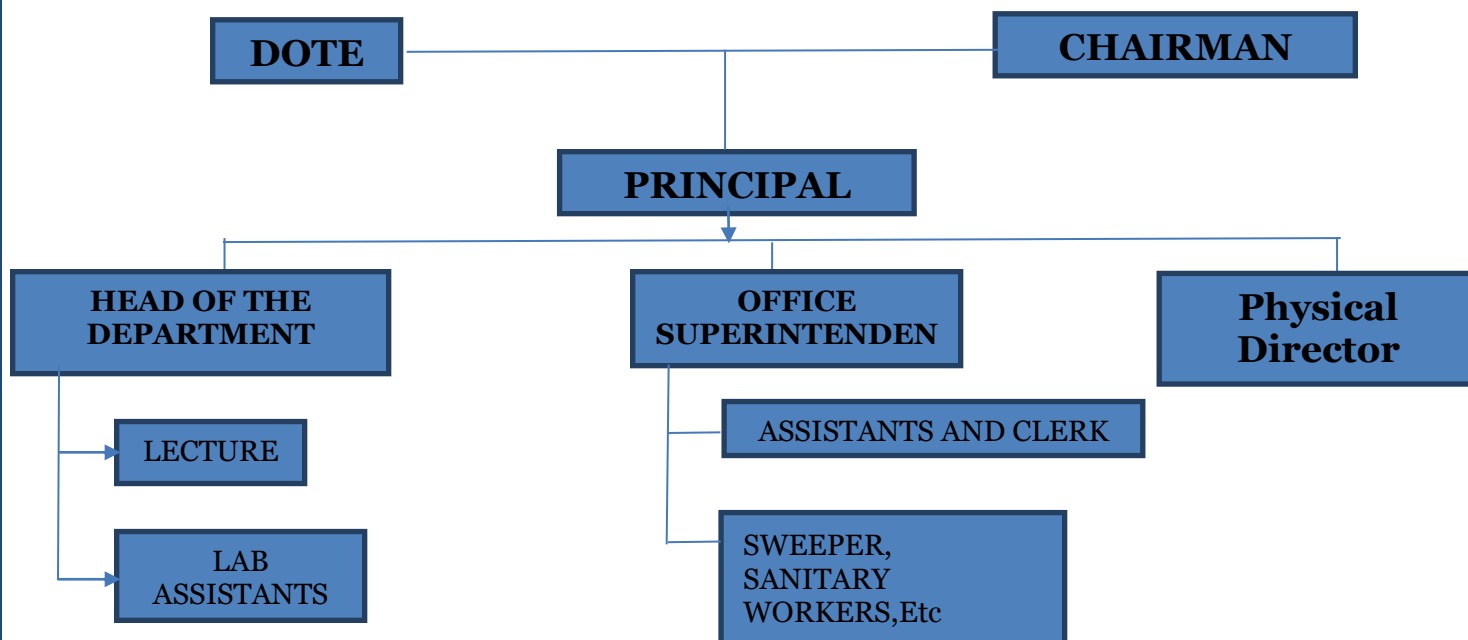 DOTE
CHAIRMAN
PRINCIPAL
HEAD OF THE
DEPARTMENT
OFFICE
SUPERINTENDEN
Physical
Director
LECTURE
ASSISTANTS AND CLERK
LAB
ASSISTANTS
SWEEPER,
SANITARY
WORKERS,Etc